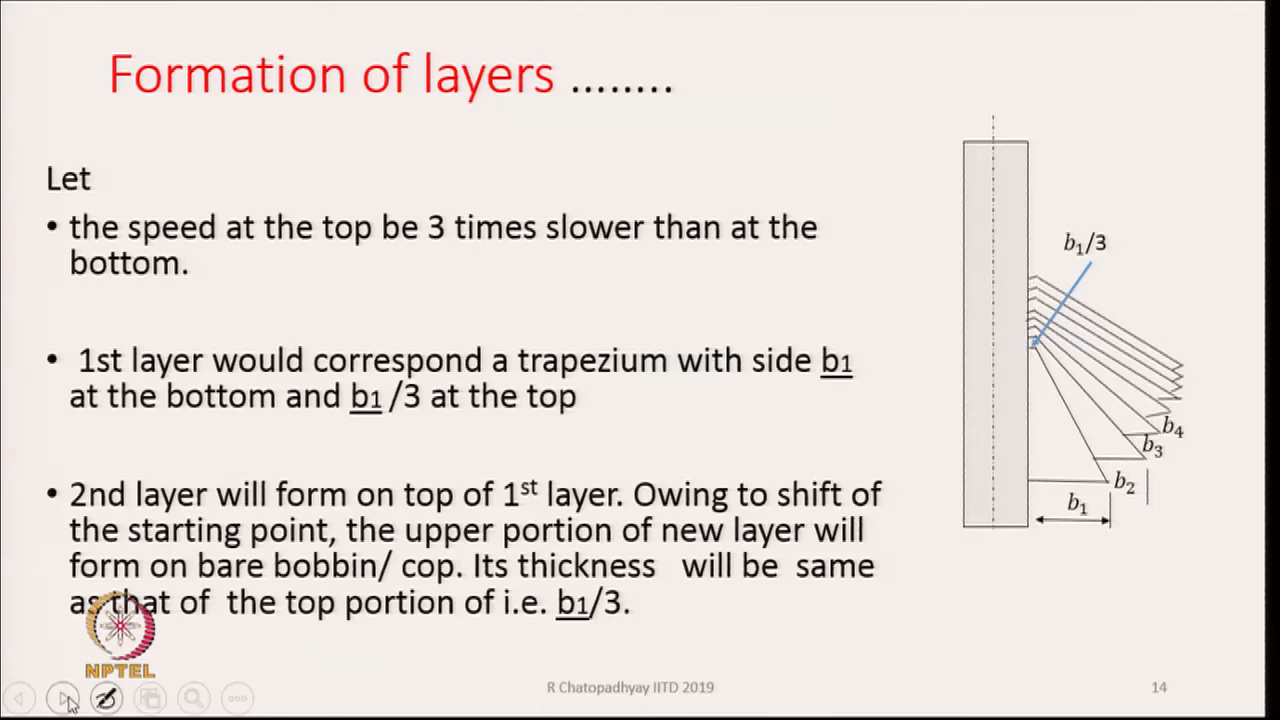 Formation of layers ........
Let
• the speed at the top be 3 times slower than at the
bottom.
• 1st layer would correspond a trapezium with side b1
at the bottom and b1 /3 at the top
• 2nd layer will form on top of 1st layer. Owing to shift of
the starting point, the upper portion of new layer will
form on bare bobbin/ cop. Its thickness will be same
as that of the top portion of i.e. b1/3.
b1/3
b4
b3
b2
b1
NPTEL
R Chatopadhyay IITD 2019
14